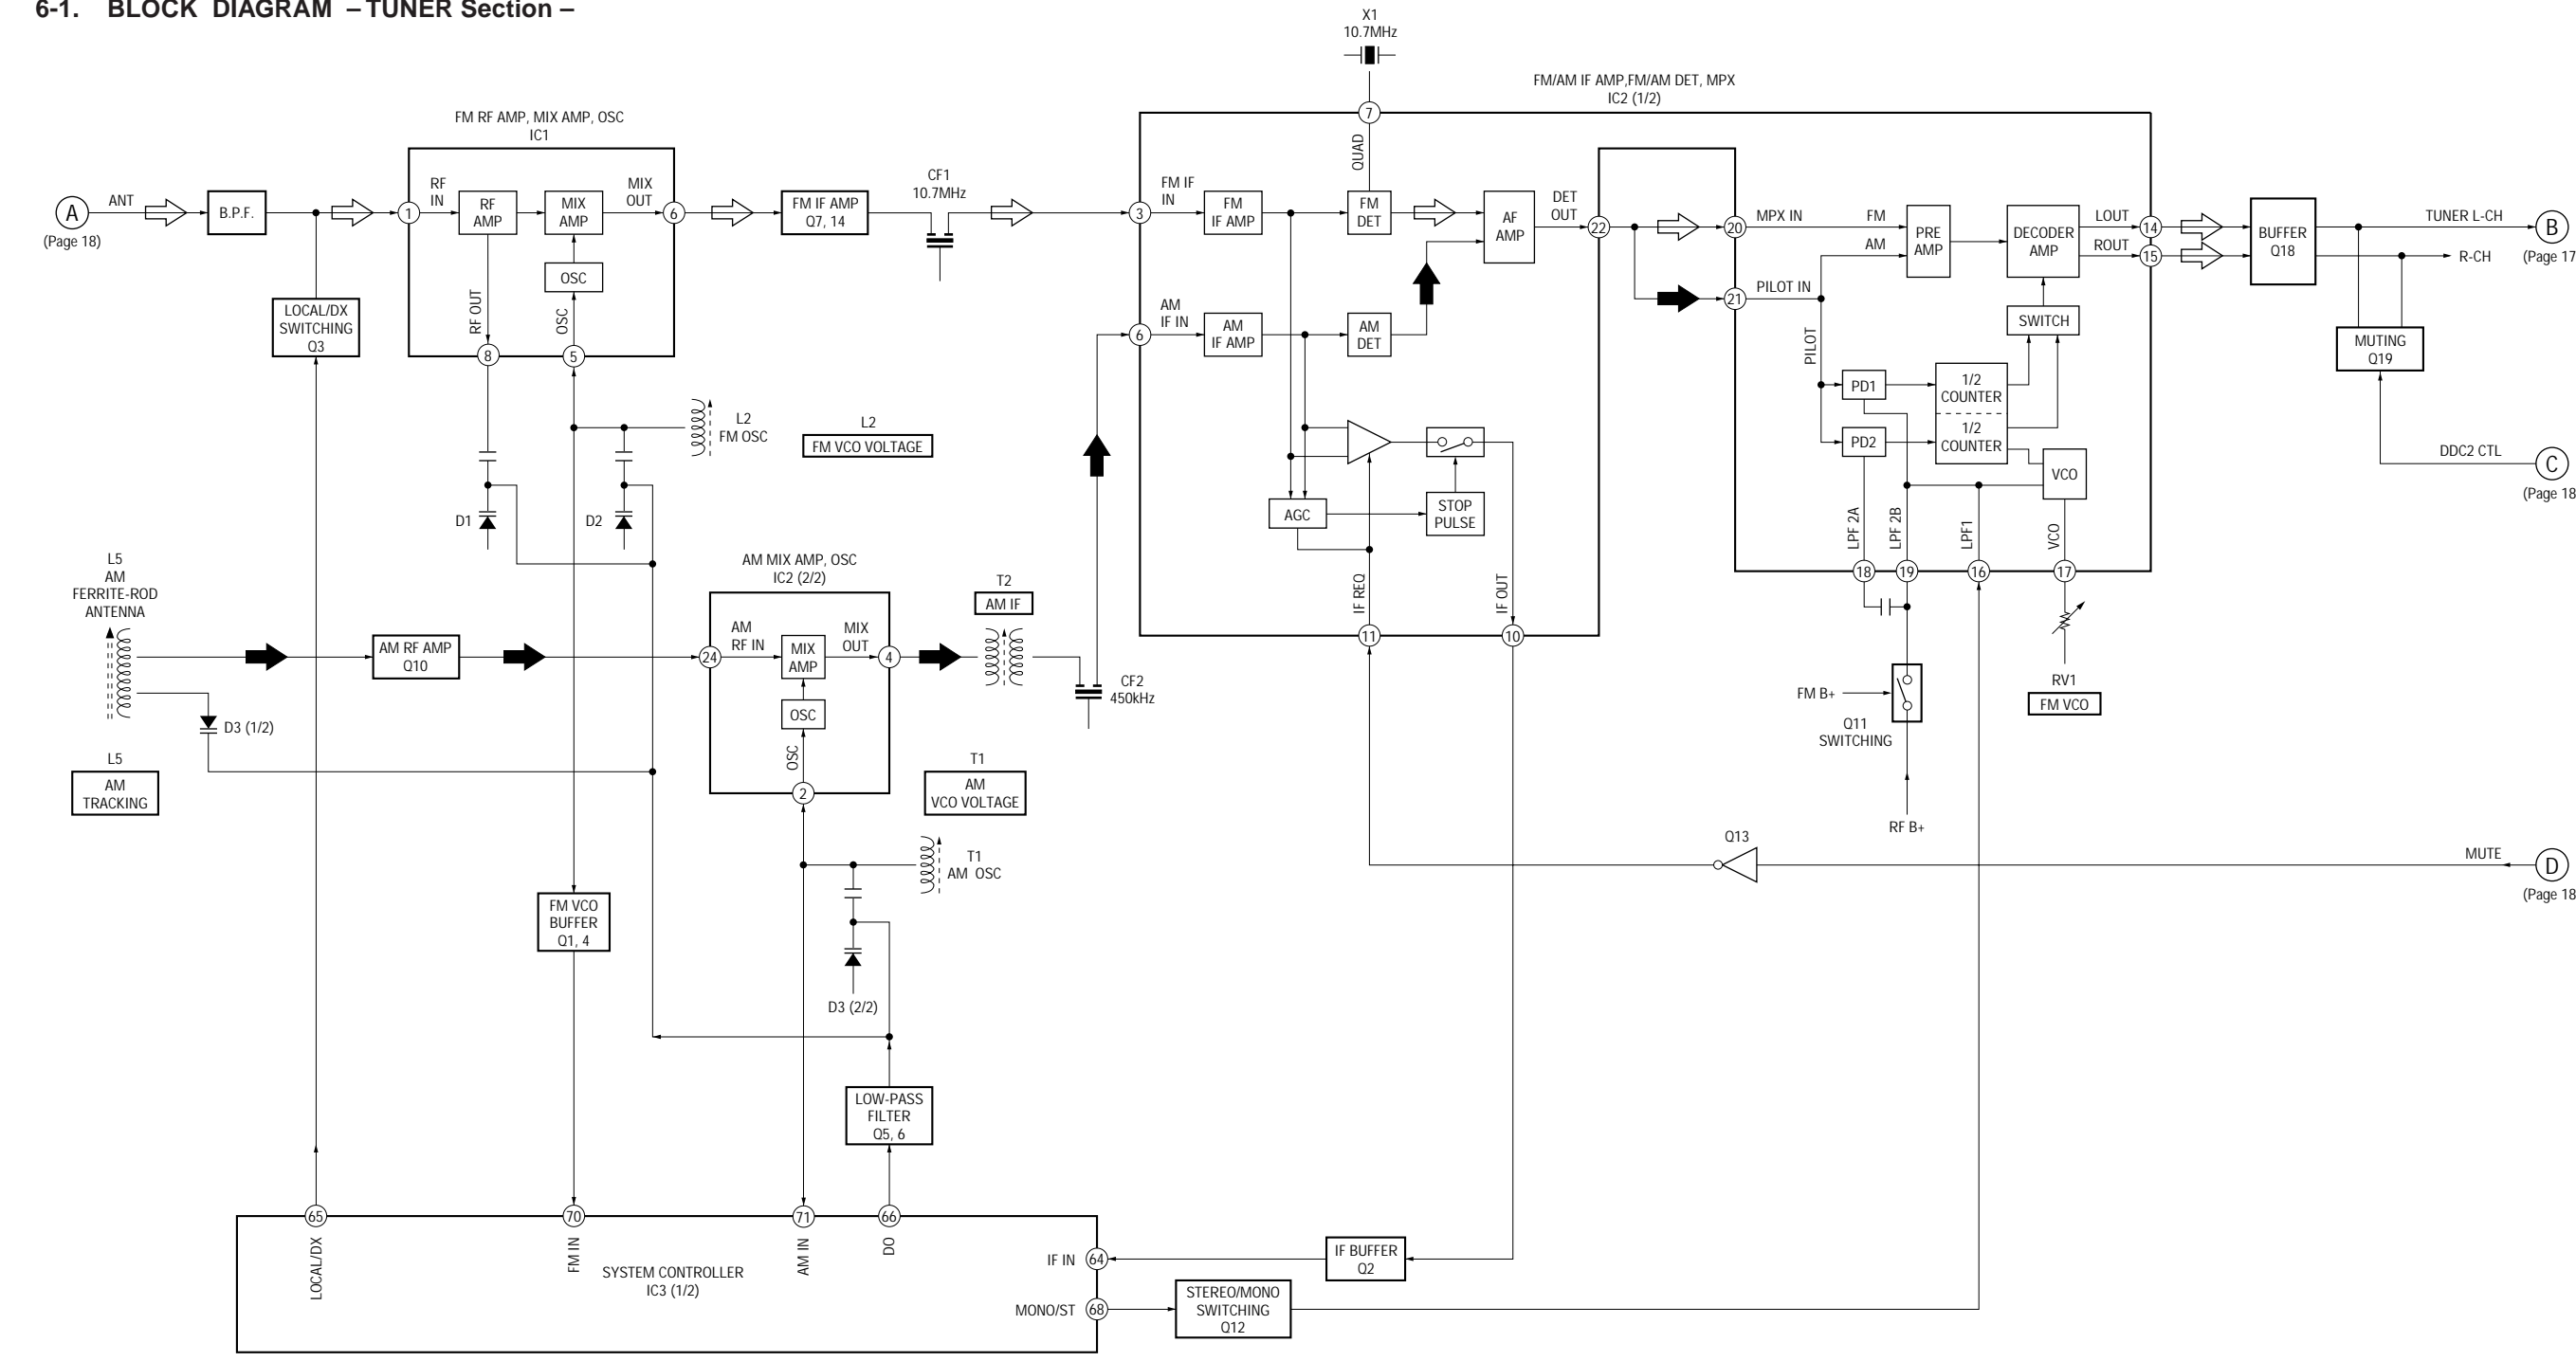 6-1. BLOCK DIAGRAM – TUNER Section –
X1
10.7MHz
FM/AM IF AMP,FM/AM DET, MPX
IC2 (1/2)
FM RF AMP, MIX AMP, OSC
IC1
A
(Page 18)
ANT
B.P.F.
LOCAL/DX
SWITCHING
Q3
1
RF
IN
RF
AMP
MIX
AMP
MIX
OUT
6
OSC
RF OUT
OSC
8
5
FM IF AMP
Q7, 14
CF1
10.7MHz
L2
FM OSC
L2
FM VCO VOLTAGE
D1
D2
7
QUAD
3
FM IF
IN
FM
IF AMP
FM
DET
AF
AMP
DET
OUT
22
6
AM
IF IN
AM
IF AMP
AM
DET
AGC
STOP
PULSE
IF REQ
IF OUT
11
10
20
MPX IN
FM
AM
PRE
AMP
DECODER
AMP
LOUT
14
ROUT
15
21
PILOT IN
PILOT
SWITCH
PD1
1/2
COUNTER
1/2
COUNTER
PD2
VCO
LPF 2A
LPF 2B
LPF1
VCO
18
19
16
17
BUFFER
Q18
TUNER L-CH
B
(Page 17
R-CH
MUTING
Q19
DDC2 CTL
C
(Page 18
RV1
FM VCO
FM B+
Q11
SWITCHING
RF B+
Q13
MUTE
D
(Page 18
L5
AM
FERRITE-ROD
ANTENNA
AM RF AMP
Q10
D3 (1/2)
L5
AM
TRACKING
AM MIX AMP, OSC
IC2 (2/2)
24
AM
RF IN
MIX
AMP
MIX
OUT
4
OSC
OSC
2
T2
AM IF
CF2
450kHz
T1
AM
VCO VOLTAGE
T1
AM OSC
D3 (2/2)
FM VCO
BUFFER
Q1, 4
LOW-PASS
FILTER
Q5, 6
65
70
71
66
LOCAL/DX
FM IN
AM IN
DO
SYSTEM CONTROLLER
IC3 (1/2)
IF IN
64
IF BUFFER
Q2
MONO/ST
68
STEREO/MONO
SWITCHING
Q12